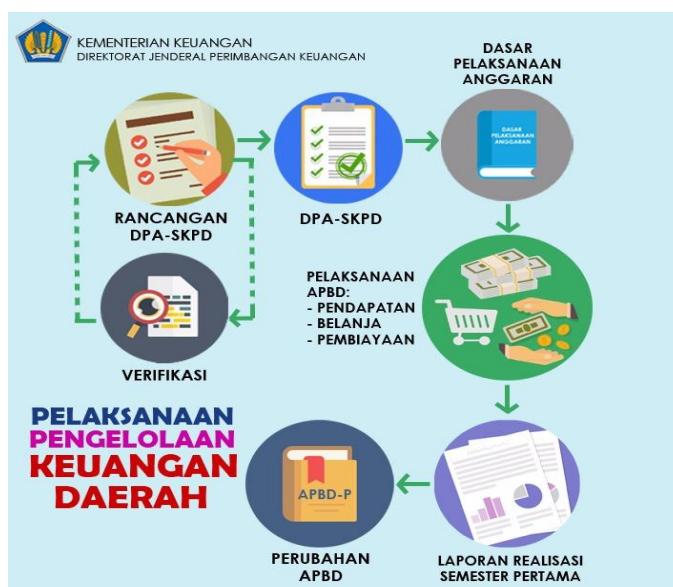 KEMENTERIAN KEUANGAN
DIREKTORAT JENDERAL PERIMBANGAN KEUANGAN
DASAR
PELAKSANAAN
ANGGARAN
DASAR
PELAKSANAAN
ANGGARAN
RANCANGAN
DPA-SKPD
DPA-SKPD
PELAKSANAAN
APBD:
- PENDAPATAN
- BELANJA
- PEMBIAYAAN
VERIFIKASI
PELAKSANAAN
PENGELOLAAN
KEUANGAN
DAERAH
APBD-P
PERUBAHAN
APBD
LAPORAN REALISASI
SEMESTER PERTAMA